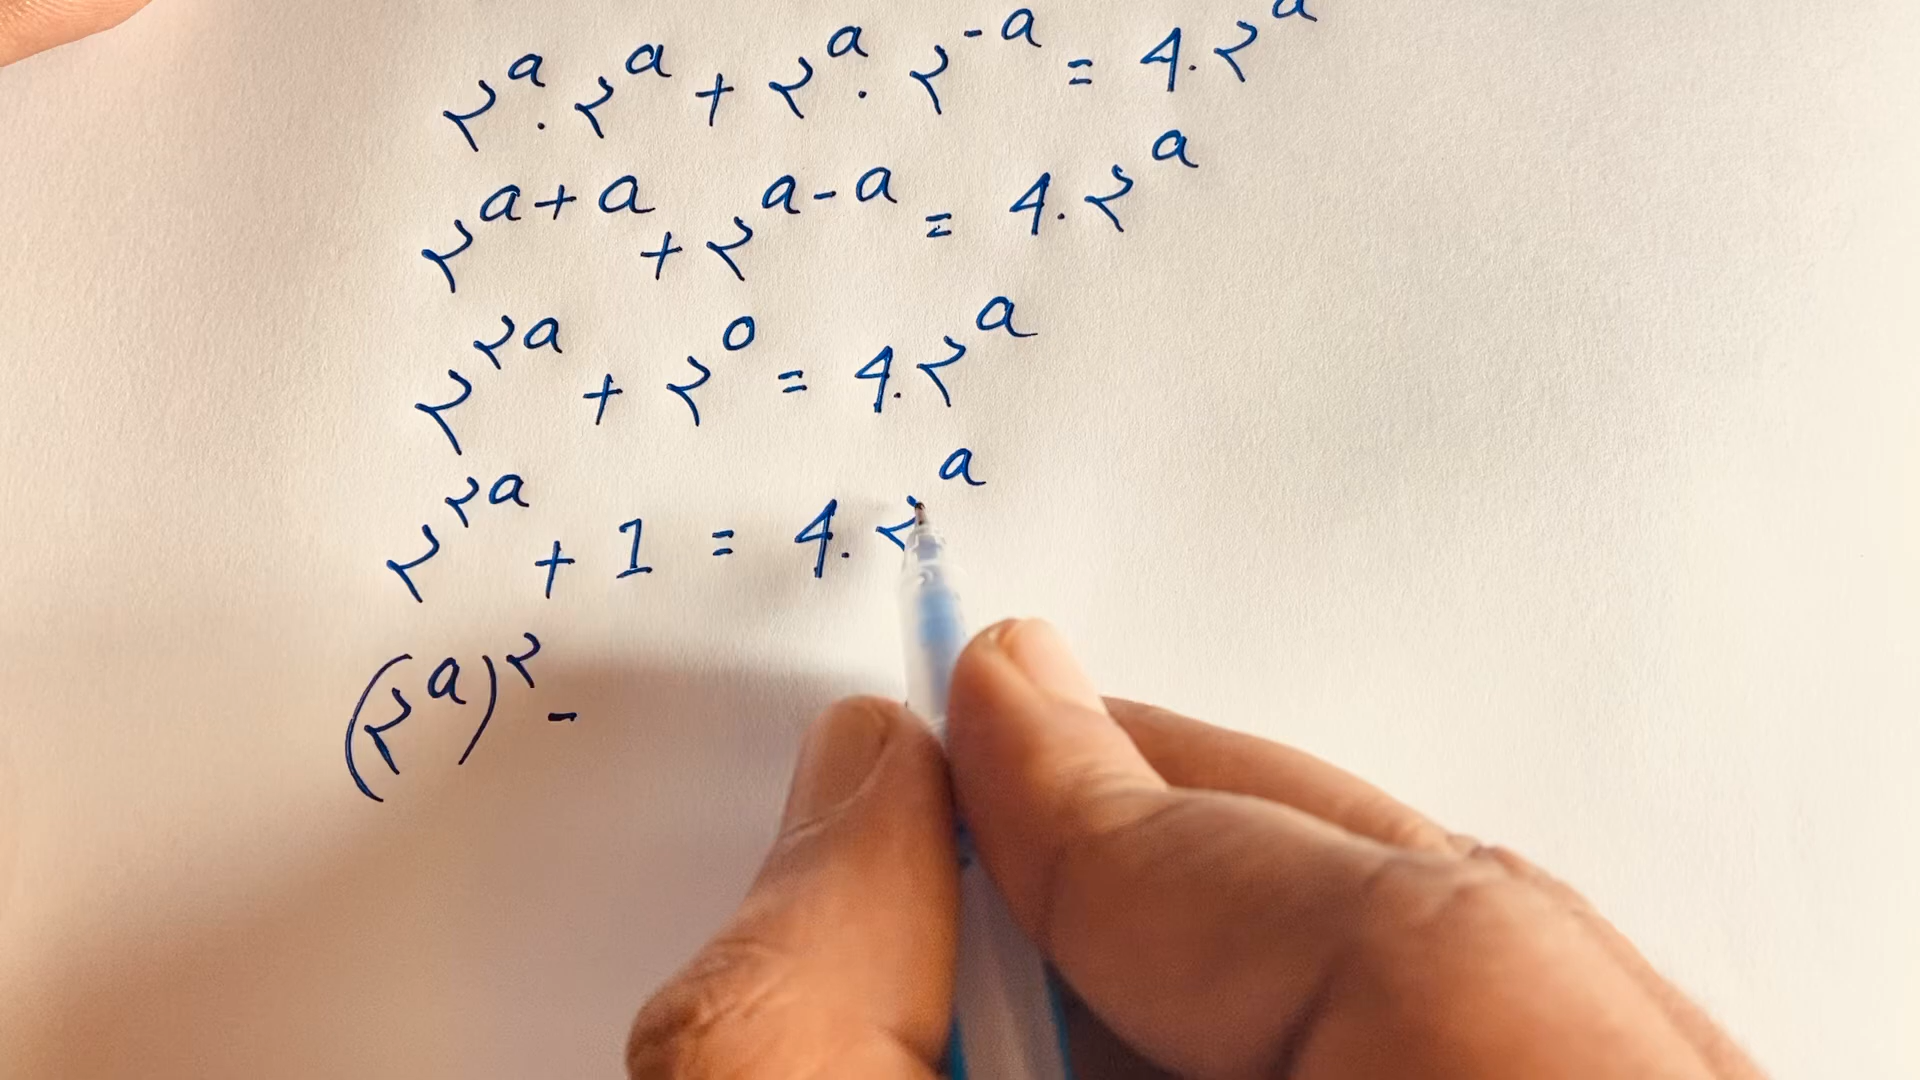 2^a . 2^a + 2^a . 2^-a = 4 . 2^a
2^a+a + 2^a-a = 4 . 2^a
2^2a + 2^0 = 4 . 2^a
2^2a + 1 = 4 . 2^a
(2^a)^2 -